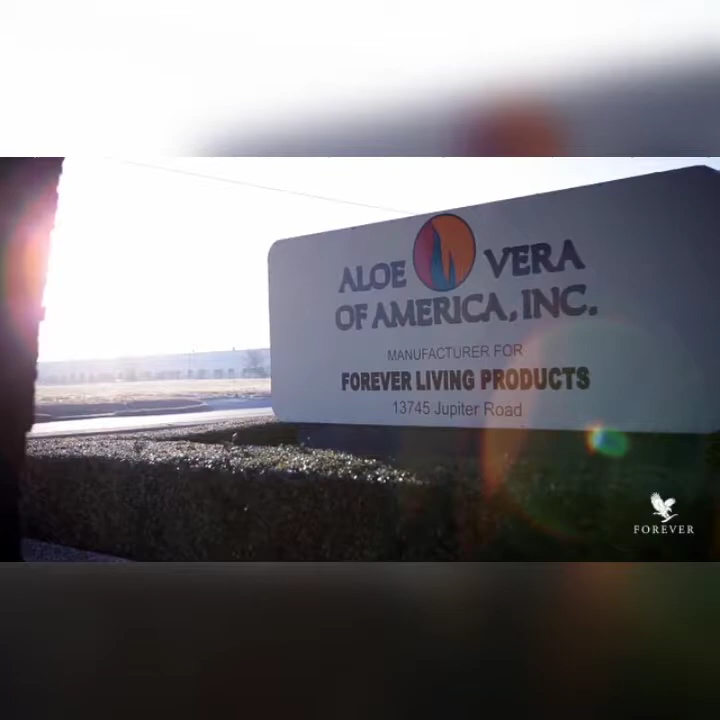 ALOE VERA
OF AMERICA, INC.
MANUFACTURER FOR
FOREVER LIVING PRODUCTS
13745 Jupiter Road
FOREVER